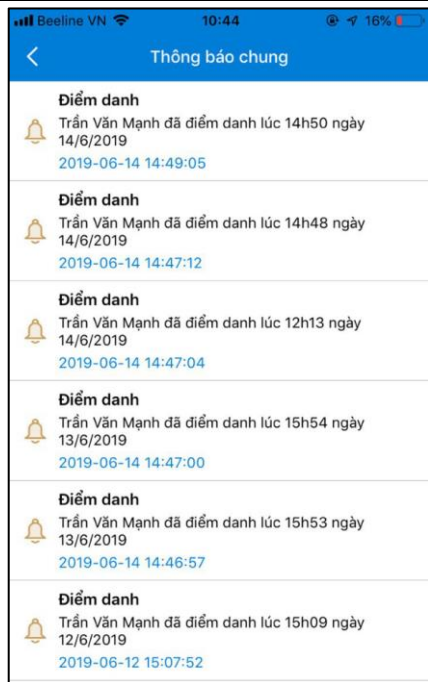 Beeline VN 10:44 16%
Thông báo chung
Điểm danh
Trần Văn Mạnh đã điểm danh lúc 14h50 ngày
14/6/2019
2019-06-14 14:49:05
Điểm danh
Trần Văn Mạnh đã điểm danh lúc 14h48 ngày
14/6/2019
2019-06-14 14:47:12
Điểm danh
Trần Văn Mạnh đã điểm danh lúc 12h13 ngày
14/6/2019
2019-06-14 14:47:04
Điểm danh
Trần Văn Mạnh đã điểm danh lúc 15h54 ngày
13/6/2019
2019-06-14 14:47:00
Điểm danh
Trần Văn Mạnh đã điểm danh lúc 15h53 ngày
13/6/2019
2019-06-14 14:46:57
Điểm danh
Trần Văn Mạnh đã điểm danh lúc 15h09 ngày
12/6/2019
2019-06-12 15:07:52